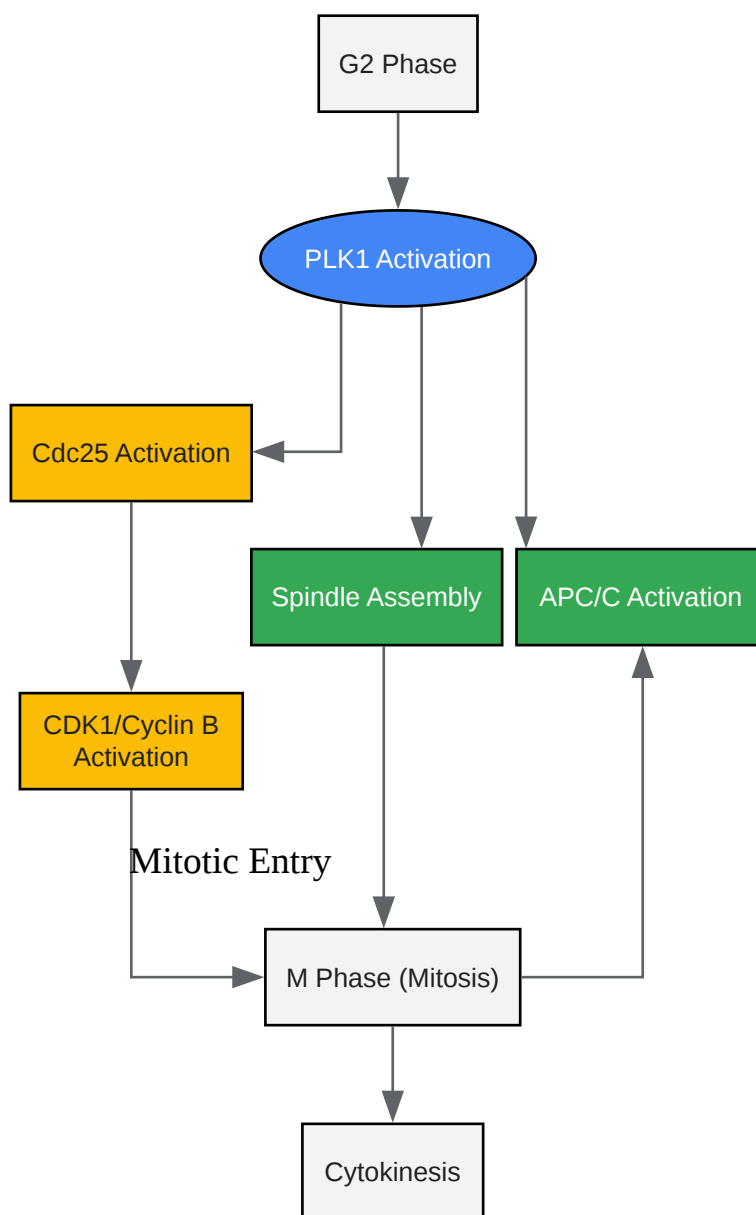 G2 Phase
PLK1 Activation
Cdc25 Activation
Spindle Assembly
APC/C Activation
CDK1/Cyclin B
Activation
Mitotic Entry
M Phase (Mitosis)
Cytokinesis